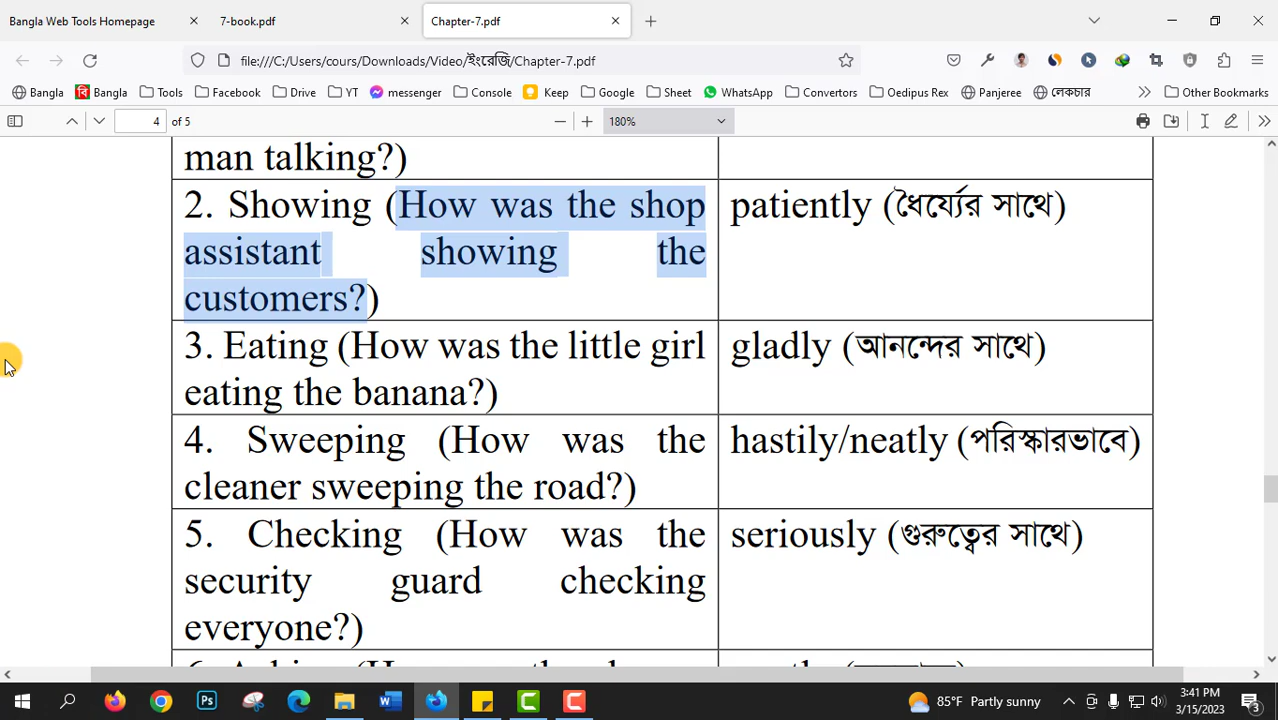 Bangla Web Tools Homepage
7-book.pdf
Chapter-7.pdf
file:///C:/Users/cours/Downloads/Video/ইংরেজি/Chapter-7.pdf
Bangla
Bangla
Tools
Facebook
Drive
YT
messenger
Console
Keep
Google
Sheet
WhatsApp
Convertors
Oedipus Rex
Panjeree
লেকচার
Other Bookmarks
4 of 5
180%
man talking?)
2. Showing (How was the shop
assistant showing the
customers?)
patiently (ধৈর্য্যের সাথে)
3. Eating (How was the little girl
eating the banana?)
gladly (আনন্দের সাথে)
4. Sweeping (How was the
cleaner sweeping the road?)
hastily/neatly (পরিস্কারভাবে)
5. Checking (How was the
security guard checking
everyone?)
seriously (গুরুত্বের সাথে)
85°F Partly sunny
3:41 PM
3/15/2023